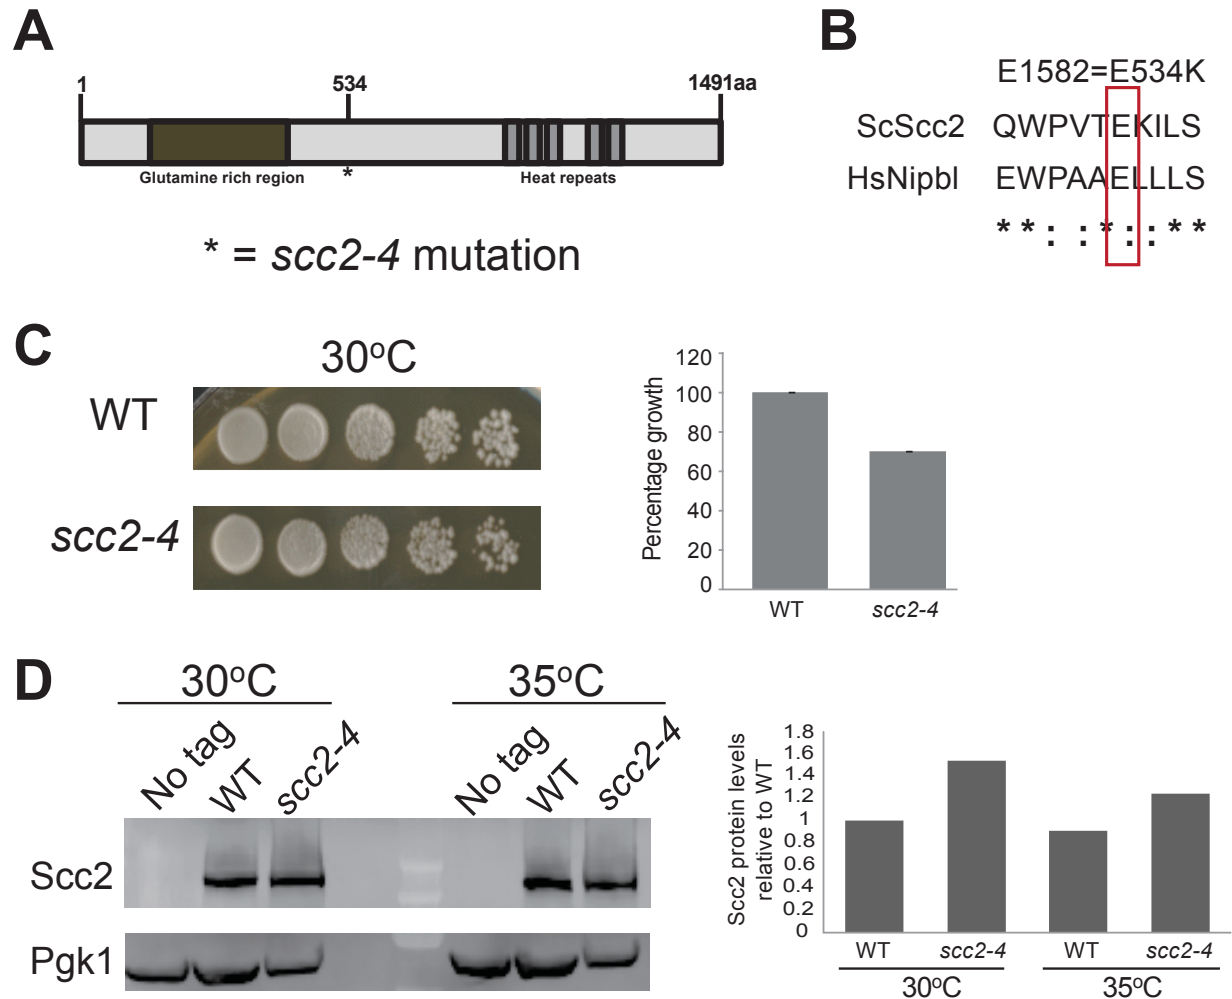 A
1 534 1491aa
Glutamine rich region * Heat repeats
* = scc2-4 mutation
B
E1582=E534K
ScScc2 QWPVTEKILS
HsNipbl EWPAAELLLS
**: :*::**
C
30oC
WT
scc2-4
Percentage growth
120
100
80
60
40
20
0
WT scc2-4
D
30oC 35oC
No tag WT scc2-4 No tag WT scc2-4
Scc2
Pgk1
Scc2 protein levels
relative to WT
1.8
1.6
1.4
1.2
1
0.8
0.6
0.4
0.2
0
WT scc2-4 WT scc2-4
30oC 35oC